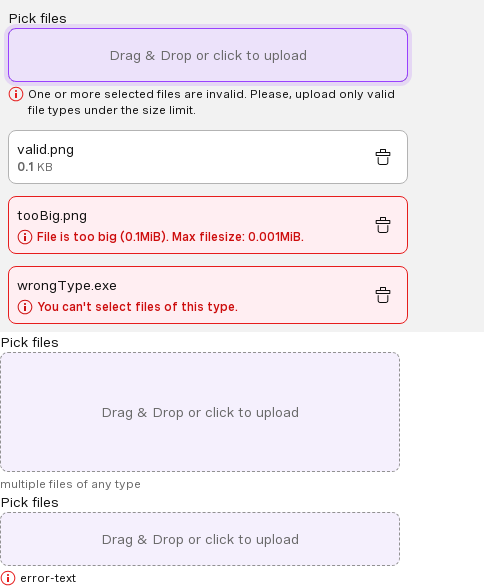 Pick files
Drag & Drop or click to upload
One or more selected files are invalid. Please, upload only valid
file types under the size limit.
valid.png
0.1 KB
tooBig.png
File is too big (0.1MiB). Max filesize: 0.001MiB.
wrongType.exe
You can't select files of this type.
Pick files
Drag & Drop or click to upload
multiple files of any type
Pick files
Drag & Drop or click to upload
error-text